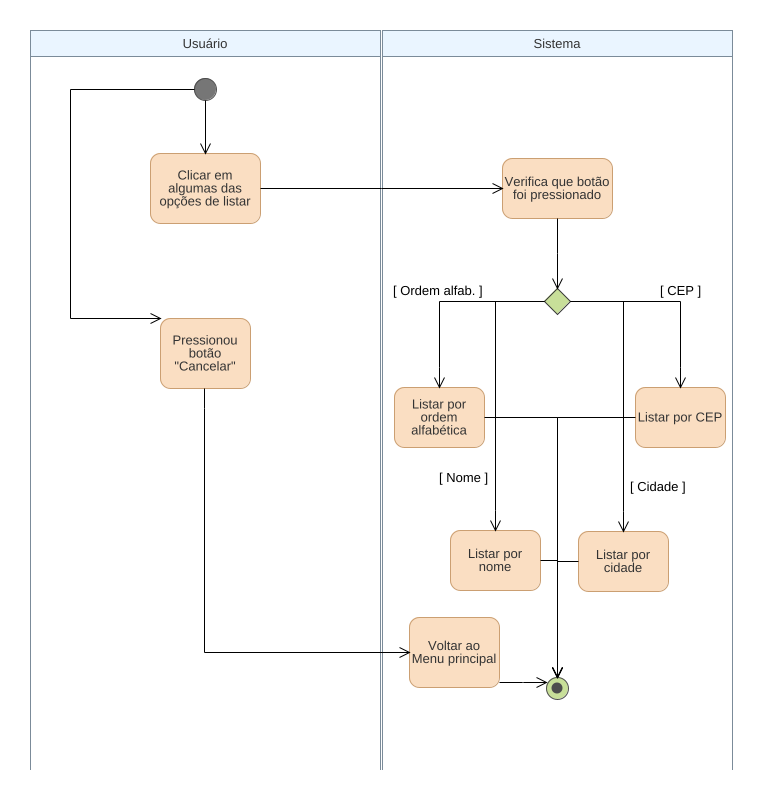 Usuário
Sistema
Clicar em
algumas das
opções de listar
Verifica que botão
foi pressionado
[ Ordem alfab. ]
[ CEP ]
Pressionou
botão
"Cancelar"
Listar por
ordem
alfabética
Listar por CEP
[ Nome ]
[ Cidade ]
Listar por
nome
Listar por
cidade
Voltar ao
Menu principal